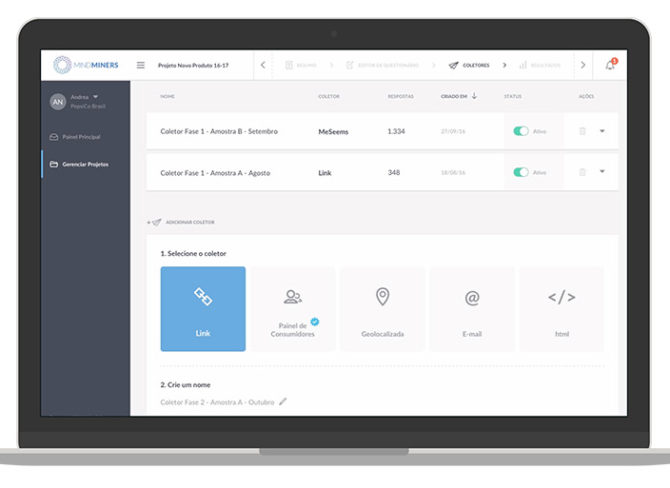 MINDMINERS
Projeto Novo Produto 16-17
RESUMO
EDITOR DE QUESTIONÁRIO
COLETORES
RESULTADOS
AN
Andrea
PepsiCo Brasil
Painel Principal
Gerenciar Projetos
NOME
COLETOR
RESPOSTAS
CRIADO EM
STATUS
AÇÕES
Coletor Fase 1 - Amostra B - Setembro
MeSeems
1.334
27/09/16
Ativo
Coletor Fase 1 - Amostra A - Agosto
Link
348
18/08/16
Ativo
+ ADICIONAR COLETOR
1. Selecione o coletor
Link
Painel de
Consumidores
Geolocalizada
@
E-mail
</>
html
2. Crie um nome
Coletor Fase 2 - Amostra A - Outubro